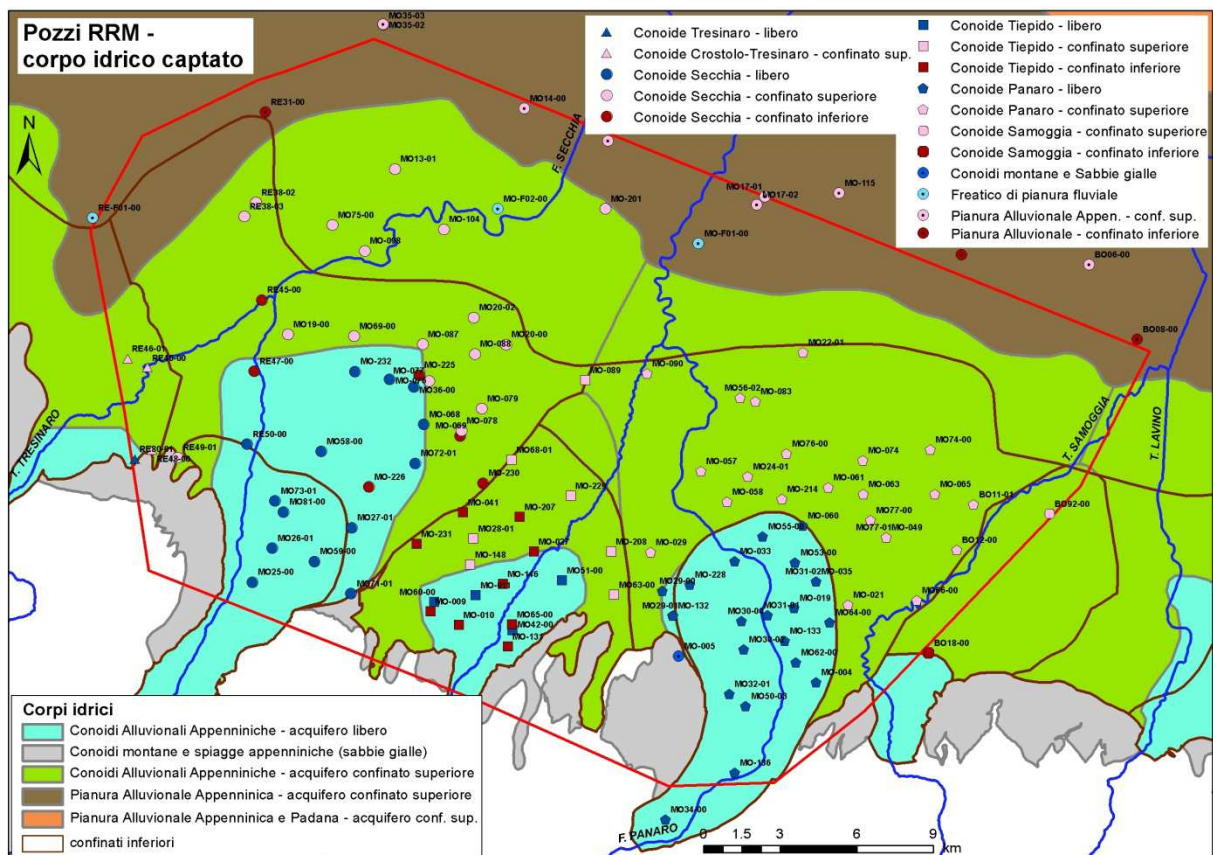 Pozzi RRM -
corpo idrico captato
N
Conoide Tresinaro - libero
Conoide Crostolo-Tresinaro - confinato sup.
Conoide Secchia - libero
Conoide Secchia - confinato superiore
Conoide Secchia - confinato inferiore
Conoide Tiepido - libero
Conoide Tiepido - confinato superiore
Conoide Tiepido - confinato inferiore
Conoide Panaro - libero
Conoide Panaro - confinato superiore
Conoide Samoggia - confinato superiore
Conoide Samoggia - confinato inferiore
Conoidi montane e Sabbie gialle
Freatico di pianura fluviale
Pianura Alluvionale Appen. - conf. sup.
Pianura Alluvionale - confinato inferiore
MO35-03
MO35-02
RE31-00
MO14-00
F. SECCHIA
MO13-01
RE38-02
RE38-03
RE-F01-00
MO75-00
MO-F02-00
MO-104
MO-098
MO-201
MO17-01
MO17-02
MO-115
MO-F01-00
BO06-00
BO08-00
RE45-00
MO20-02
MO19-00
MO69-00
MO-087
MO20-00
MO-088
MO22-01
RE46-01
RE47-00
MO-232
MO-225
MO36-00
MO-089
MO-090
T. TRESINARO
MO-079
MO56-02
MO-083
T. SAMOGGIA
T. LAVINO
MO-068
MO-078
RE50-00
MO58-00
RE49-01
RE80-01
MO72-01
MO68-01
MO76-00
MO74-00
MO-074
MO-057
MO24-01
MO-226
MO-230
MO-061
MO-063
MO-065
MO73-01
MO81-00
MO-041
MO-207
MO-058
MO-214
BO11-01
BO92-00
MO27-01
MO77-00
MO77-01
MO-049
MO55-00
MO-060
MO26-01
MO-231
MO28-01
MO-027
MO-208
MO-029
BO12-00
MO59-00
MO-148
MO-033
MO53-00
MO25-00
MO71-01
MO-146
MO51-00
MO63-00
MO29-00
MO-228
MO31-02
MO-035
MO60-00
MO-009
MO-132
MO31-01
MO-019
MO-021
MO66-00
MO-010
MO65-00
MO42-00
MO-131
MO64-00
MO-133
MO-005
MO62-00
BO18-00
MO-004
MO32-01
MO50-03
MO-136
MO34-00
F. PANARO
Corpi idrici
Conoidi Alluvionali Appenniniche - acquifero libero
Conoidi montane e spiagge appenniniche (sabbie gialle)
Conoidi Alluvionali Appenniniche - acquifero confinato superiore
Pianura Alluvionale Appenninica - acquifero confinato superiore
Pianura Alluvionale Appenninica e Padana - acquifero conf. sup.
confinati inferiori
0 1.5 3 6 9
km